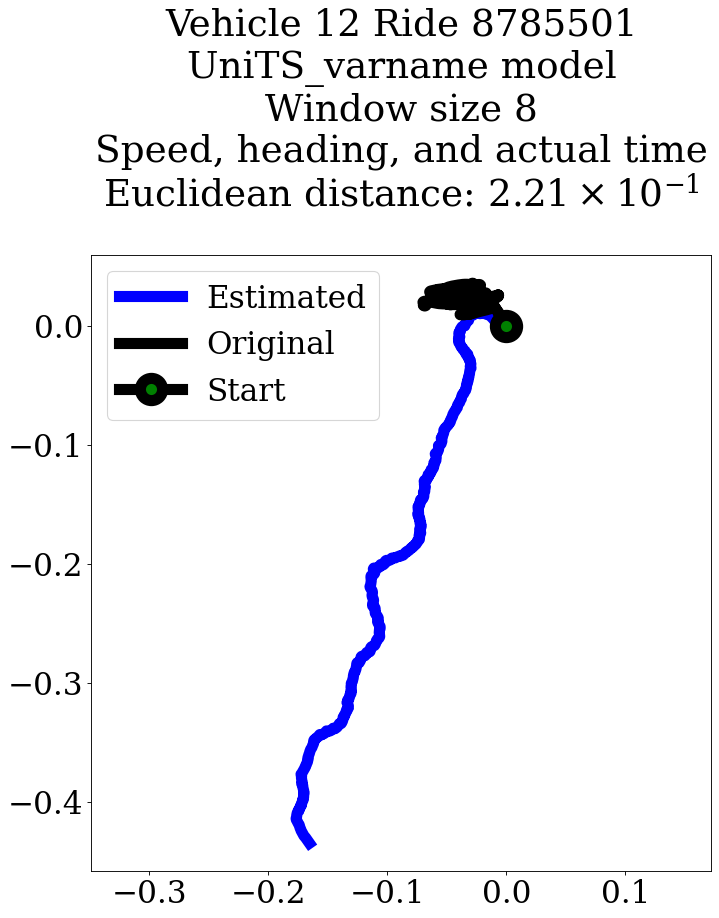 Vehicle 12 Ride 8785501
UniTS_varname model
Window size 8
Speed, heading, and actual time
Euclidean distance: 2.21 × 10⁻¹
Estimated
Original
Start
0.0
−0.1
−0.2
−0.3
−0.4
−0.3 −0.2 −0.1 0.0 0.1